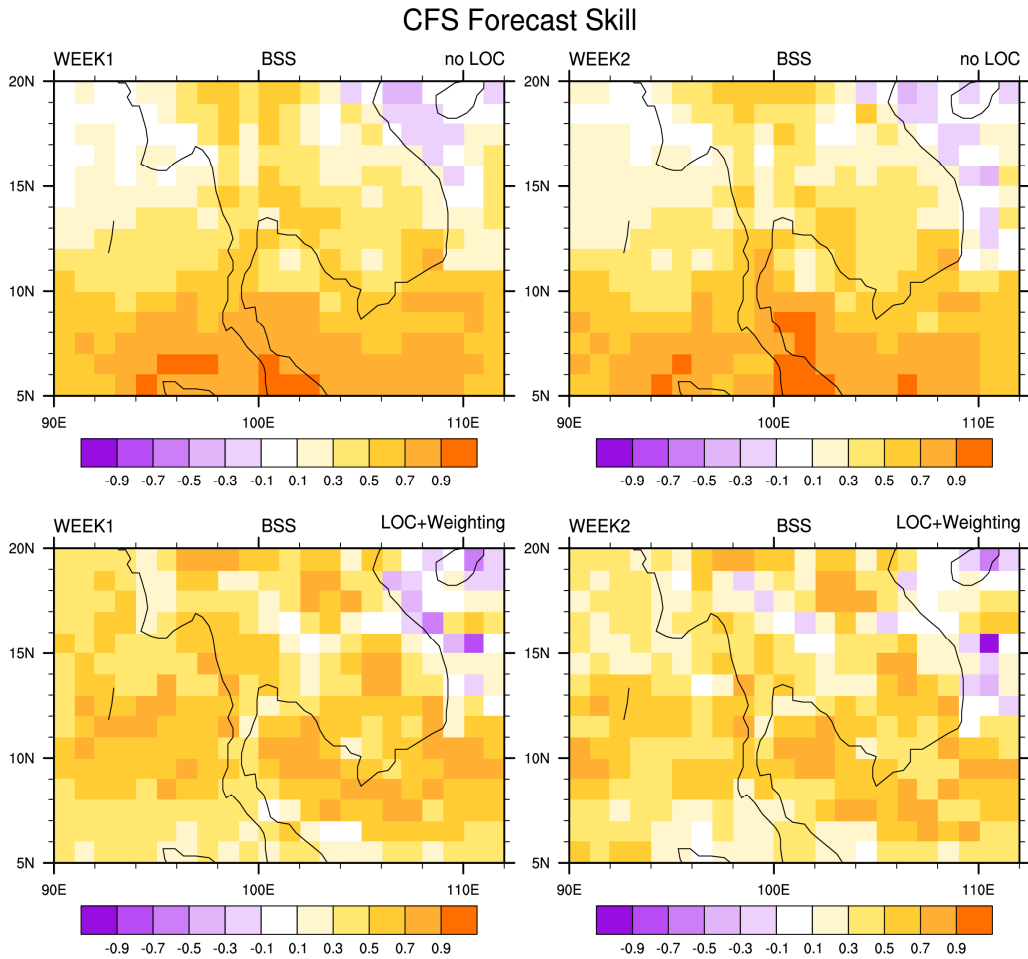 CFS Forecast Skill
WEEK1 BSS no LOC
20N
15N
10N
5N
90E 100E 110E
-0.9 -0.7 -0.5 -0.3 -0.1 0.1 0.3 0.5 0.7 0.9
WEEK2 BSS no LOC
20N
15N
10N
5N
90E 100E 110E
-0.9 -0.7 -0.5 -0.3 -0.1 0.1 0.3 0.5 0.7 0.9
WEEK1 BSS LOC+Weighting
20N
15N
10N
5N
90E 100E 110E
-0.9 -0.7 -0.5 -0.3 -0.1 0.1 0.3 0.5 0.7 0.9
WEEK2 BSS LOC+Weighting
20N
15N
10N
5N
90E 100E 110E
-0.9 -0.7 -0.5 -0.3 -0.1 0.1 0.3 0.5 0.7 0.9